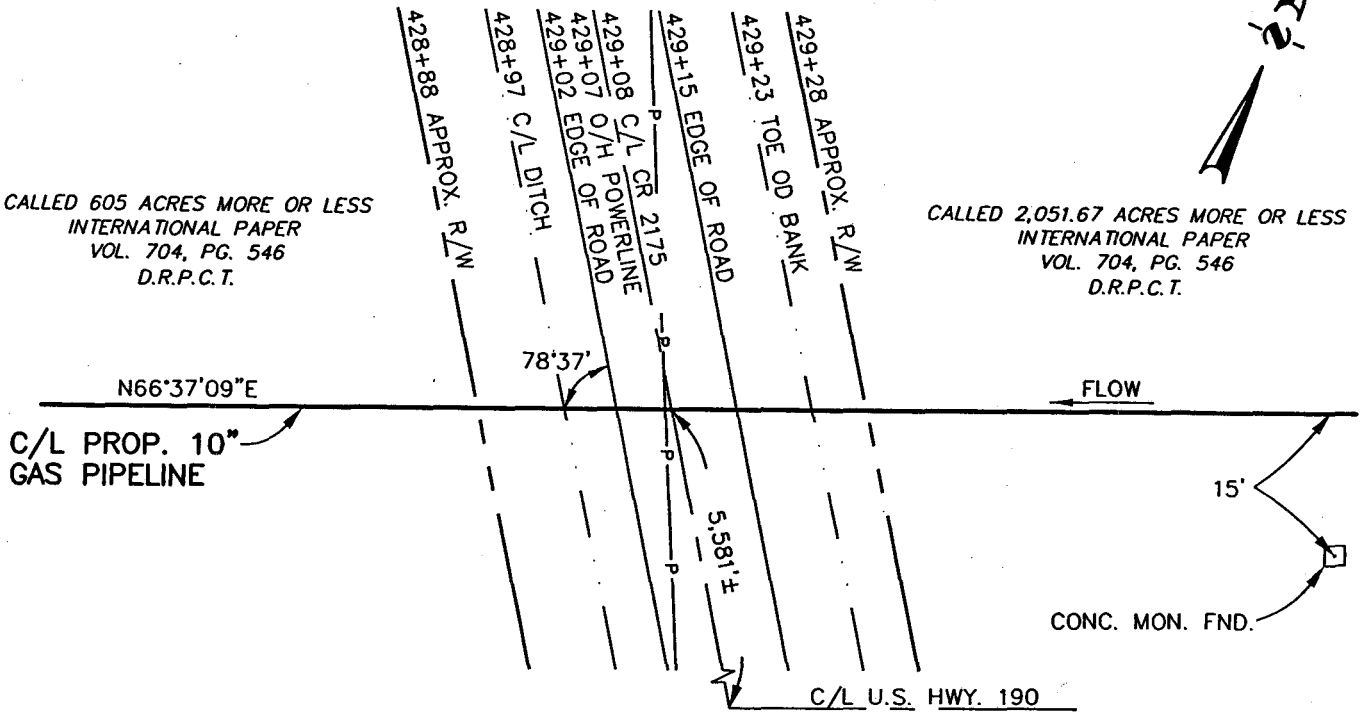 428+88 APPROX. R/W
428+97 C/L DITCH
429+02 EDGE OF ROAD
429+07 O/H POWERLINE
429+08 C/L CR 2175
P
429+15 EDGE OF ROAD
429+23 TOE OD BANK
429+28 APPROX. R/W
N
CALLED 605 ACRES MORE OR LESS
INTERNATIONAL PAPER
VOL. 704, PG. 546
D.R.P.C.T.
CALLED 2,051.67 ACRES MORE OR LESS
INTERNATIONAL PAPER
VOL. 704, PG. 546
D.R.P.C.T.
P
78°37'
N66°37'09"E
FLOW
C/L PROP. 10"
GAS PIPELINE
P
15'
5,581'±
P
CONC. MON. FND.
C/L U.S. HWY. 190